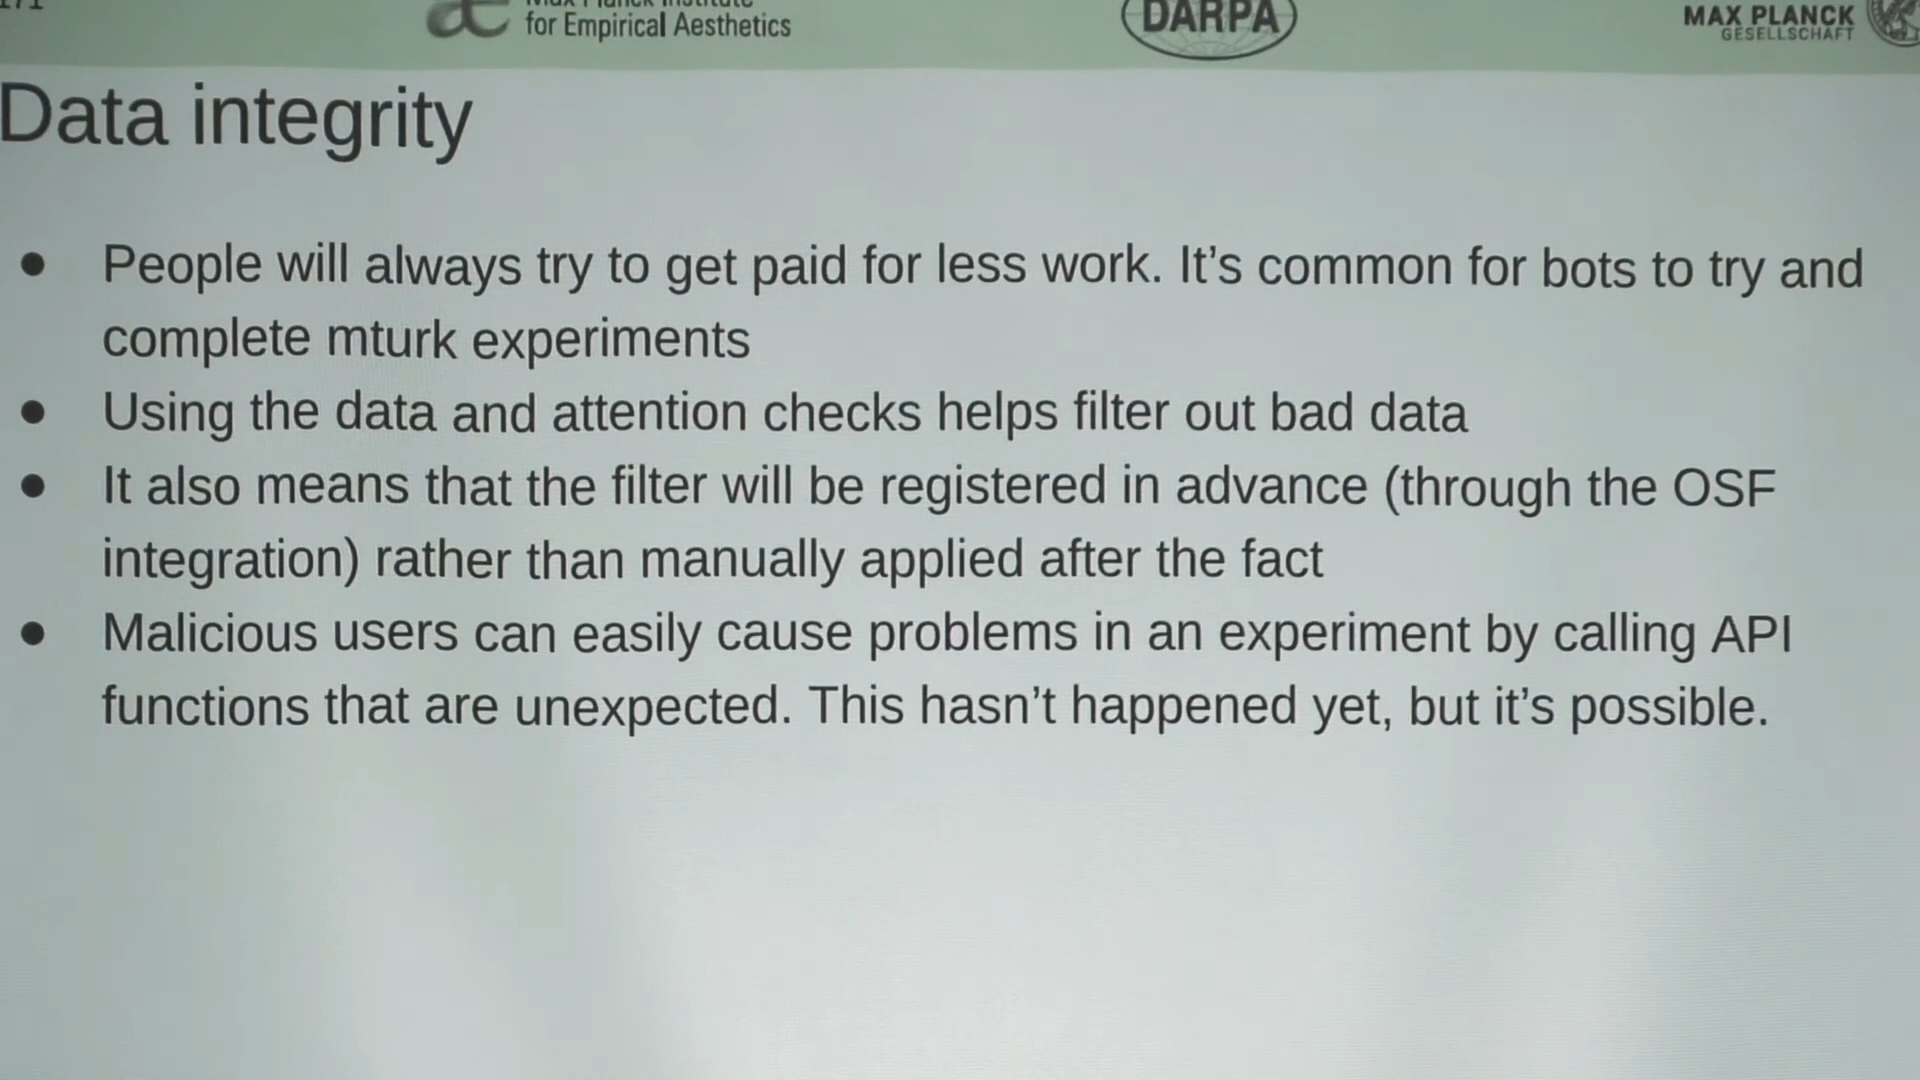 for Empirical Aesthetics
DARPA
MAX PLANCK
GESELLSCHAFT
Data integrity
● People will always try to get paid for less work. It’s common for bots to try and
complete mturk experiments
● Using the data and attention checks helps filter out bad data
● It also means that the filter will be registered in advance (through the OSF
integration) rather than manually applied after the fact
● Malicious users can easily cause problems in an experiment by calling API
functions that are unexpected. This hasn’t happened yet, but it’s possible.